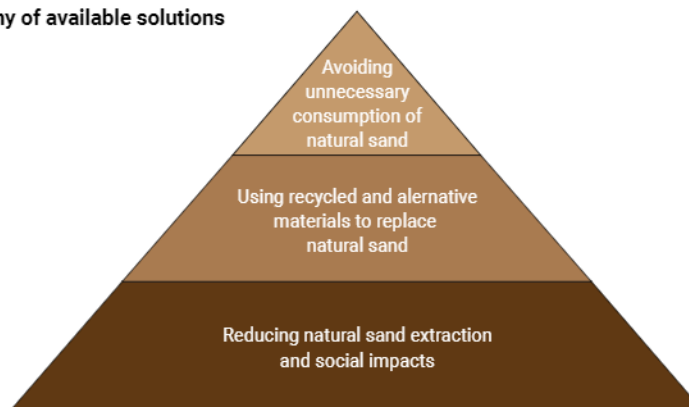 ny of available solutions
Avoiding
unnecessary
consumption of
natural sand
Using recycled and alernative
materials to replace
natural sand
Reducing natural sand extraction
and social impacts